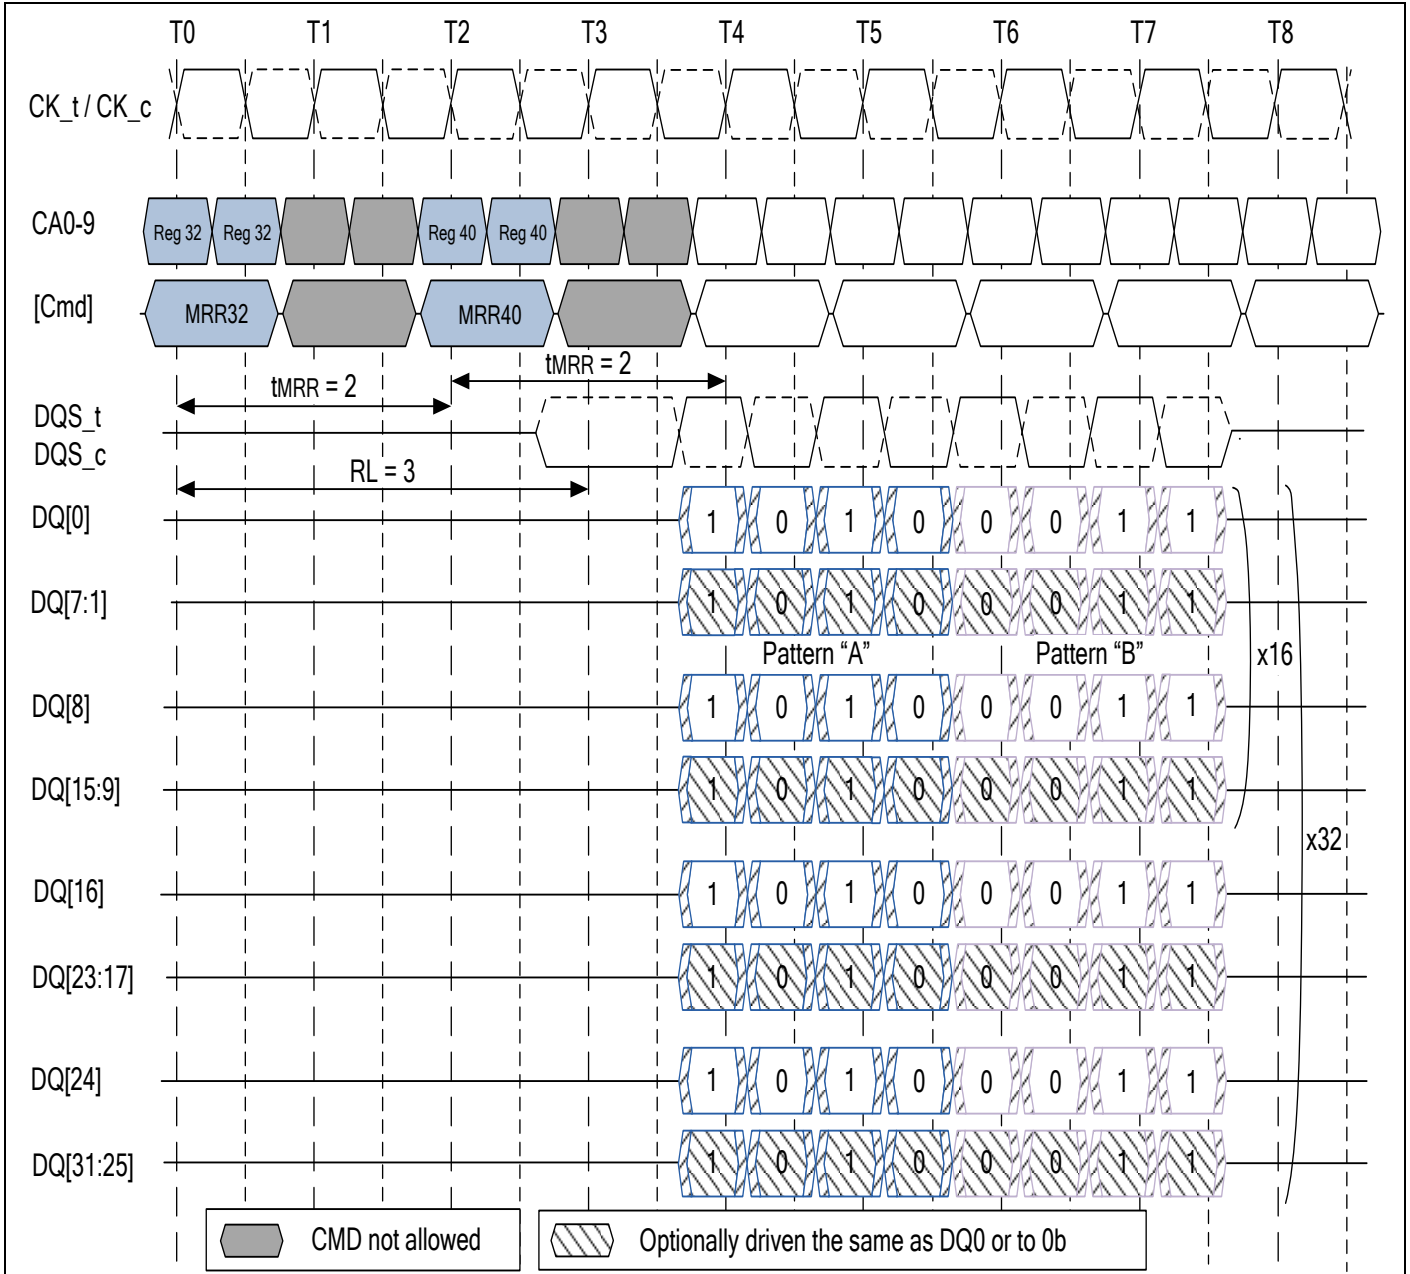 T0 T1 T2 T3 T4 T5 T6 T7 T8
CK_t / CK_c
CA0-9 Reg 32 Reg 32 Reg 40 Reg 40
[Cmd] MRR32 MRR40
tMRR = 2
tMRR = 2
DQS_t
DQS_c
RL = 3
DQ[0] 1 0 1 0 0 0 1 1
DQ[7:1] 1 0 1 0 0 0 1 1
Pattern “A” Pattern “B” x16
DQ[8] 1 0 1 0 0 0 1 1
DQ[15:9] 1 0 1 0 0 0 1 1
x32
DQ[16] 1 0 1 0 0 0 1 1
DQ[23:17] 1 0 1 0 0 0 1 1
DQ[24] 1 0 1 0 0 0 1 1
DQ[31:25] 1 0 1 0 0 0 1 1
CMD not allowed Optionally driven the same as DQ0 or to 0b